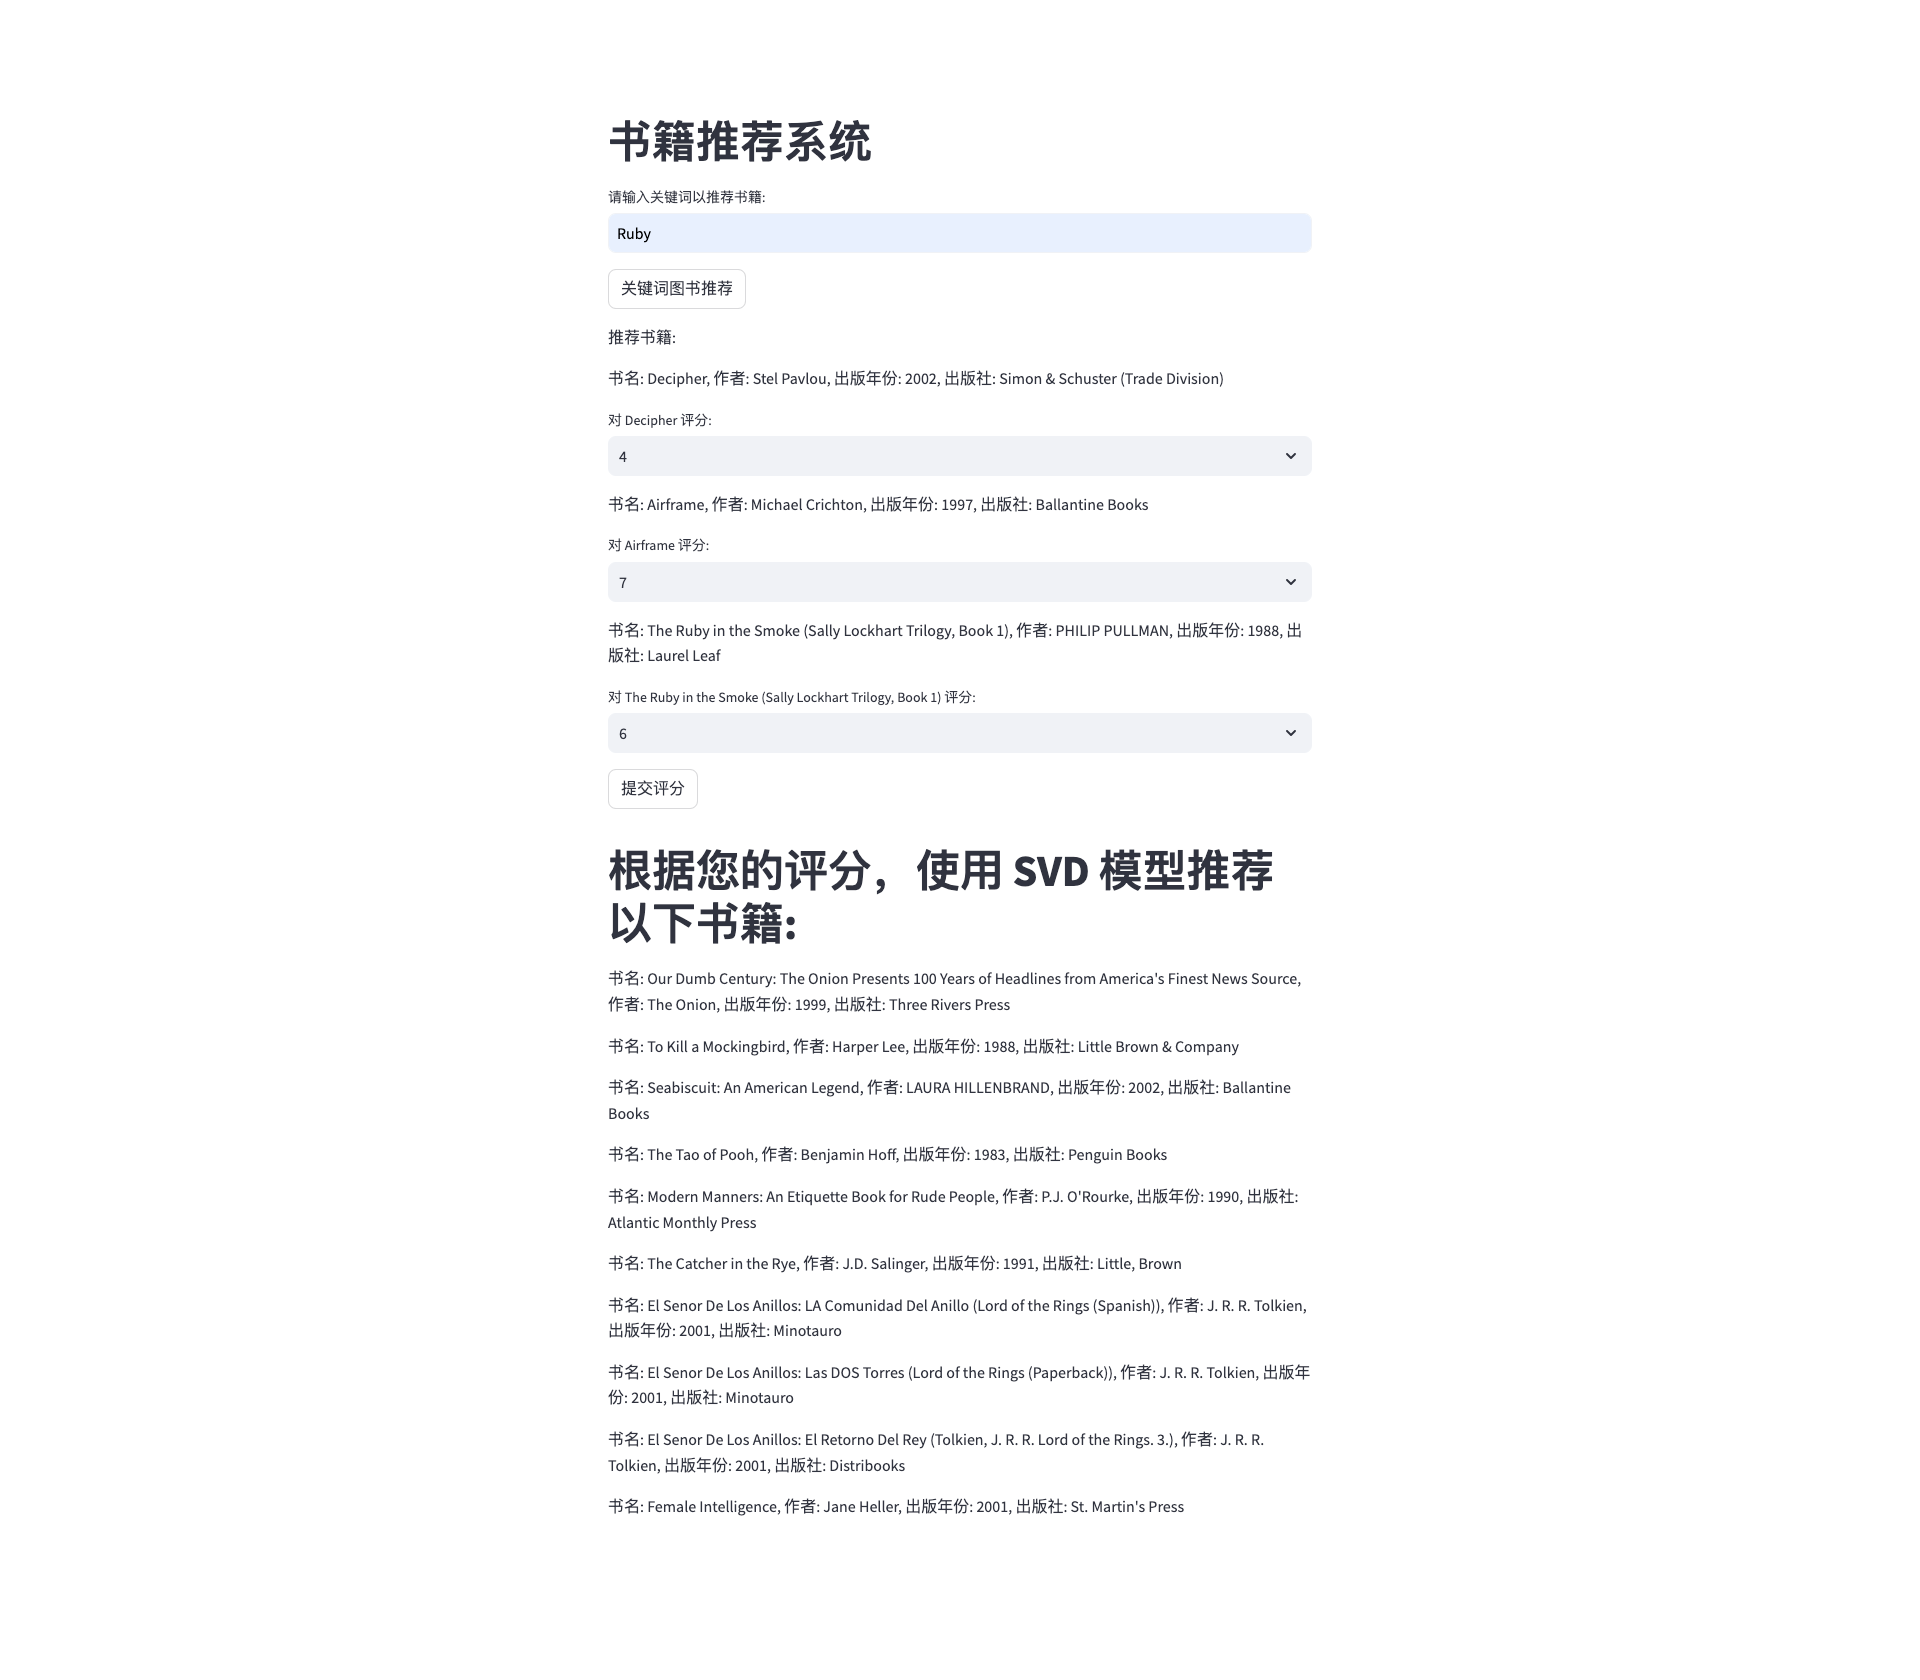 书籍推荐系统
请输入关键词以推荐书籍:
Ruby
关键词图书推荐
推荐书籍:
书名: Decipher, 作者: Stel Pavlou, 出版年份: 2002, 出版社: Simon & Schuster (Trade Division)
对 Decipher 评分:
4
书名: Airframe, 作者: Michael Crichton, 出版年份: 1997, 出版社: Ballantine Books
对 Airframe 评分:
7
书名: The Ruby in the Smoke (Sally Lockhart Trilogy, Book 1), 作者: PHILIP PULLMAN, 出版年份: 1988, 出
版社: Laurel Leaf
对 The Ruby in the Smoke (Sally Lockhart Trilogy, Book 1) 评分:
6
提交评分
根据您的评分，使用 SVD 模型推荐
以下书籍:
书名: Our Dumb Century: The Onion Presents 100 Years of Headlines from America's Finest News Source,
作者: The Onion, 出版年份: 1999, 出版社: Three Rivers Press
书名: To Kill a Mockingbird, 作者: Harper Lee, 出版年份: 1988, 出版社: Little Brown & Company
书名: Seabiscuit: An American Legend, 作者: LAURA HILLENBRAND, 出版年份: 2002, 出版社: Ballantine
Books
书名: The Tao of Pooh, 作者: Benjamin Hoff, 出版年份: 1983, 出版社: Penguin Books
书名: Modern Manners: An Etiquette Book for Rude People, 作者: P.J. O'Rourke, 出版年份: 1990, 出版社:
Atlantic Monthly Press
书名: The Catcher in the Rye, 作者: J.D. Salinger, 出版年份: 1991, 出版社: Little, Brown
书名: El Senor De Los Anillos: LA Comunidad Del Anillo (Lord of the Rings (Spanish)), 作者: J. R. R. Tolkien,
出版年份: 2001, 出版社: Minotauro
书名: El Senor De Los Anillos: Las DOS Torres (Lord of the Rings (Paperback)), 作者: J. R. R. Tolkien, 出版年
份: 2001, 出版社: Minotauro
书名: El Senor De Los Anillos: El Retorno Del Rey (Tolkien, J. R. R. Lord of the Rings. 3.), 作者: J. R. R.
Tolkien, 出版年份: 2001, 出版社: Distribooks
书名: Female Intelligence, 作者: Jane Heller, 出版年份: 2001, 出版社: St. Martin's Press